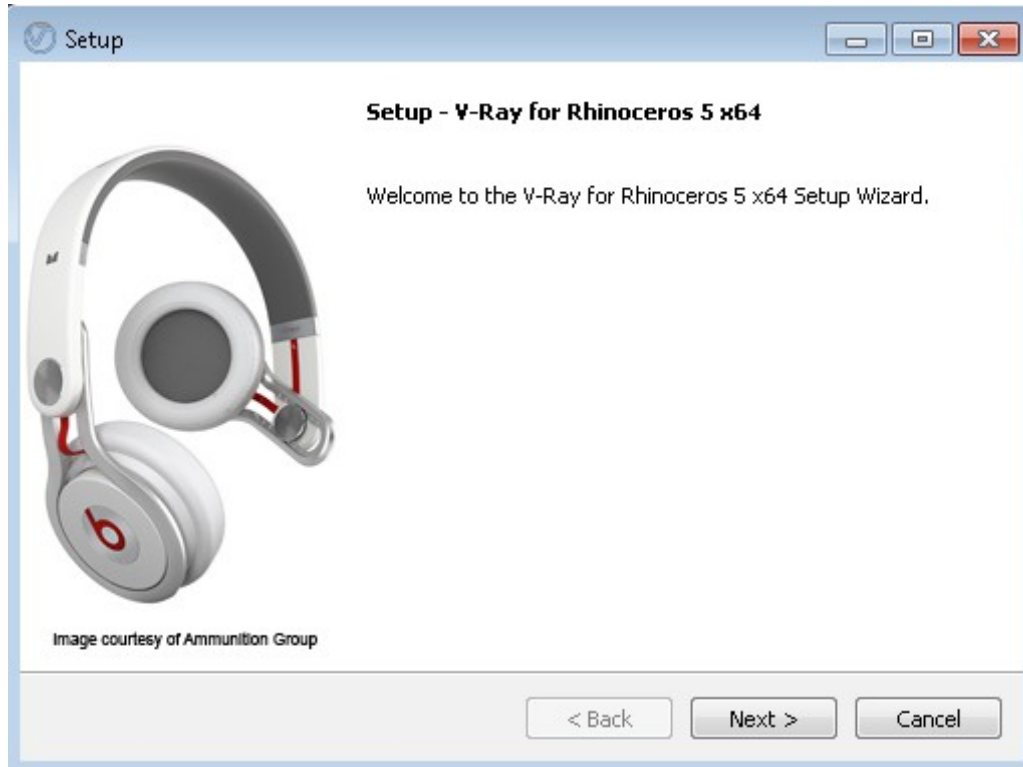 Setup
Setup - V-Ray for Rhinoceros 5 x64
Welcome to the V-Ray for Rhinoceros 5 x64 Setup Wizard.
b
Image courtesy of Ammunition Group
< Back
Next >
Cancel